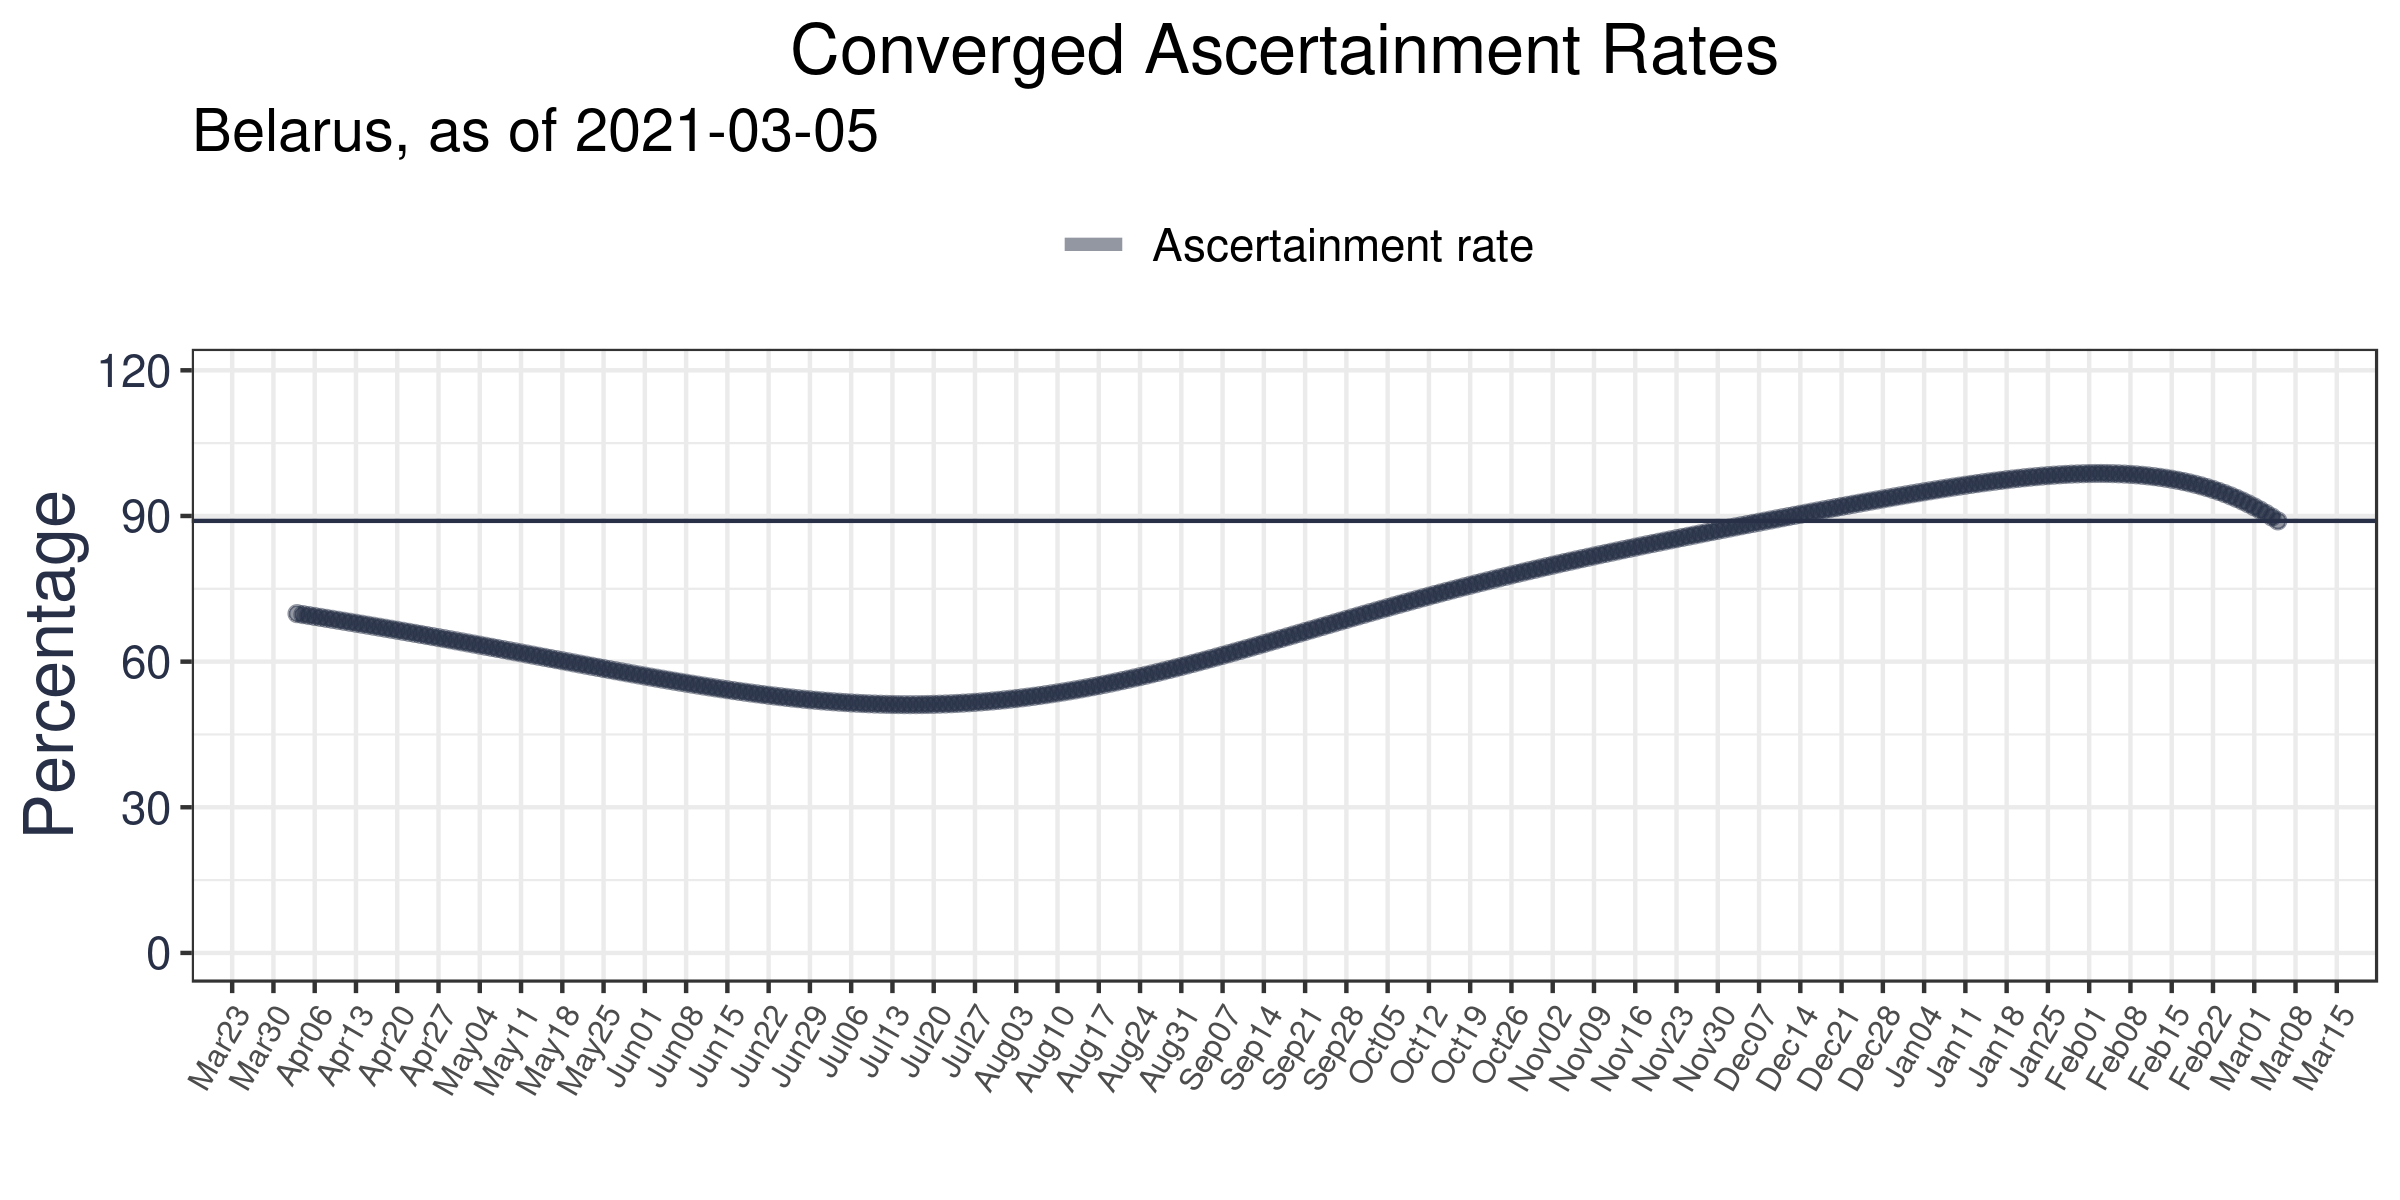 Converged Ascertainment Rates
Belarus, as of 2021-03-05
Ascertainment rate
Percentage
120
90
60
30
0
Mar23 Mar30 Apr06 Apr13 Apr20 Apr27 May04 May11 May18 May25 Jun01 Jun08 Jun15 Jun22 Jun29 Jul06 Jul13 Jul20 Jul27 Aug03 Aug10 Aug17 Aug24 Aug31 Sep07 Sep14 Sep21 Sep28 Oct05 Oct12 Oct19 Oct26 Nov02 Nov09 Nov16 Nov23 Nov30 Dec07 Dec14 Dec21 Dec28 Jan04 Jan11 Jan18 Jan25 Feb01 Feb08 Feb15 Feb22 Mar01 Mar08 Mar15